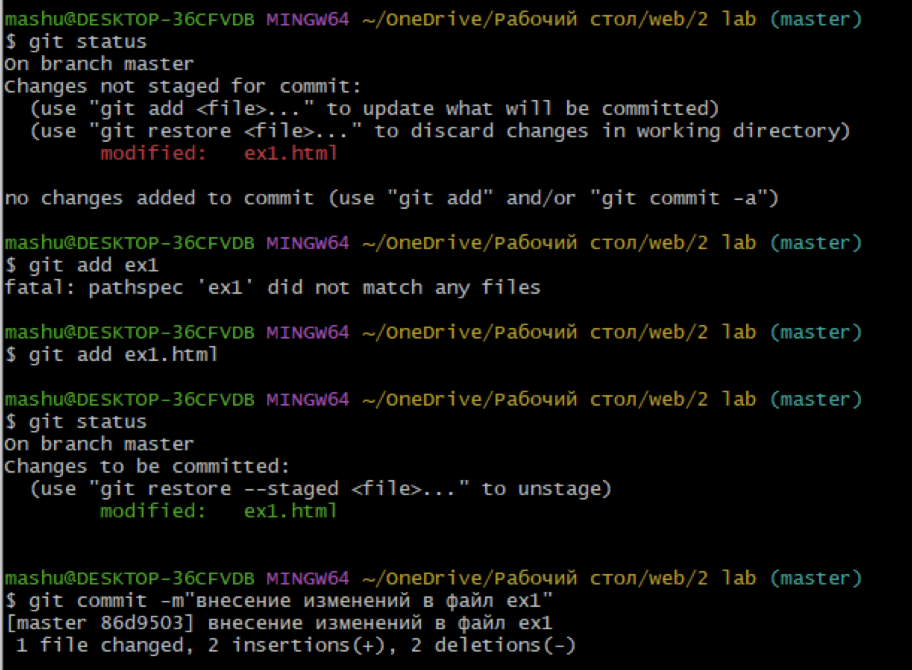 mashu@DESKTOP-36CFVDB MINGW64 ~/OneDrive/Рабочий стол/web/2 lab (master)
$ git status
On branch master
Changes not staged for commit:
  (use "git add <file>..." to update what will be committed)
  (use "git restore <file>..." to discard changes in working directory)
        modified:   ex1.html

no changes added to commit (use "git add" and/or "git commit -a")

mashu@DESKTOP-36CFVDB MINGW64 ~/OneDrive/Рабочий стол/web/2 lab (master)
$ git add ex1
fatal: pathspec 'ex1' did not match any files

mashu@DESKTOP-36CFVDB MINGW64 ~/OneDrive/Рабочий стол/web/2 lab (master)
$ git add ex1.html

mashu@DESKTOP-36CFVDB MINGW64 ~/OneDrive/Рабочий стол/web/2 lab (master)
$ git status
On branch master
Changes to be committed:
  (use "git restore --staged <file>..." to unstage)
        modified:   ex1.html

mashu@DESKTOP-36CFVDB MINGW64 ~/OneDrive/Рабочий стол/web/2 lab (master)
$ git commit -m"внесение изменений в файл ex1"
[master 86d9503] внесение изменений в файл ex1
 1 file changed, 2 insertions(+), 2 deletions(-)